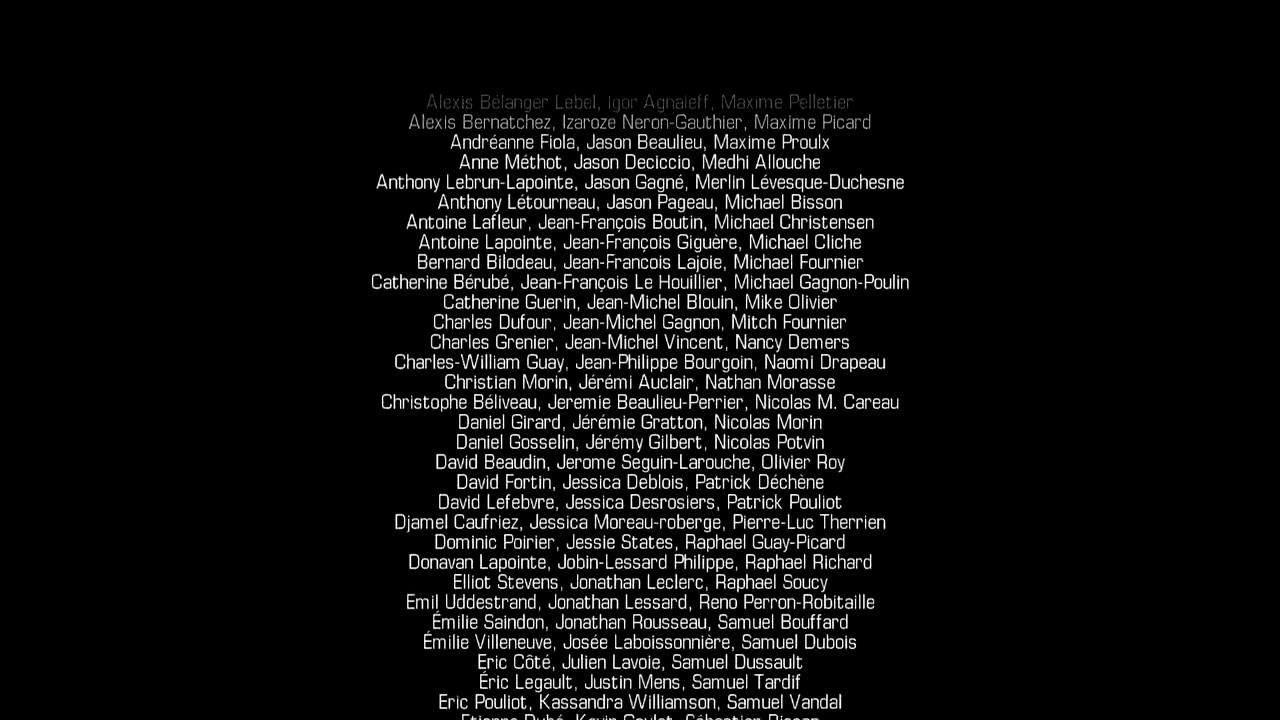 Alexis Bélanger Lebel, Igor Agnaieff, Maxime Pelletier
Alexis Bernatchez, Izaroze Neron-Gauthier, Maxime Picard
Andréanne Fiola, Jason Beaulieu, Maxime Proulx
Anne Méthot, Jason Deciccio, Medhi Allouche
Anthony Lebrun-Lapointe, Jason Gagné, Merlin Lévesque-Duchesne
Anthony Létourneau, Jason Pageau, Michael Bisson
Antoine Lafleur, Jean-François Boutin, Michael Christensen
Antoine Lapointe, Jean-François Giguère, Michael Cliche
Bernard Bilodeau, Jean-Francois Lajoie, Michael Fournier
Catherine Bérubé, Jean-François Le Houillier, Michael Gagnon-Poulin
Catherine Guerin, Jean-Michel Blouin, Mike Olivier
Charles Dufour, Jean-Michel Gagnon, Mitch Fournier
Charles Grenier, Jean-Michel Vincent, Nancy Demers
Charles-William Guay, Jean-Philippe Bourgoin, Naomi Drapeau
Christian Morin, Jérémi Auclair, Nathan Morasse
Christophe Béliveau, Jeremie Beaulieu-Perrier, Nicolas M. Careau
Daniel Girard, Jérémie Gratton, Nicolas Morin
Daniel Gosselin, Jérémy Gilbert, Nicolas Potvin
David Beaudin, Jerome Seguin-Larouche, Olivier Roy
David Fortin, Jessica Deblois, Patrick Déchène
David Lefebvre, Jessica Desrosiers, Patrick Pouliot
Djamel Caufriez, Jessica Moreau-roberge, Pierre-Luc Therrien
Dominic Poirier, Jessie States, Raphael Guay-Picard
Donavan Lapointe, Jobin-Lessard Philippe, Raphael Richard
Elliot Stevens, Jonathan Leclerc, Raphael Soucy
Emil Uddestrand, Jonathan Lessard, Reno Perron-Robitaille
Émilie Saindon, Jonathan Rousseau, Samuel Bouffard
Émilie Villeneuve, Josée Laboissonnière, Samuel Dubois
Eric Côté, Julien Lavoie, Samuel Dussault
Éric Legault, Justin Mens, Samuel Tardif
Eric Pouliot, Kassandra Williamson, Samuel Vandal